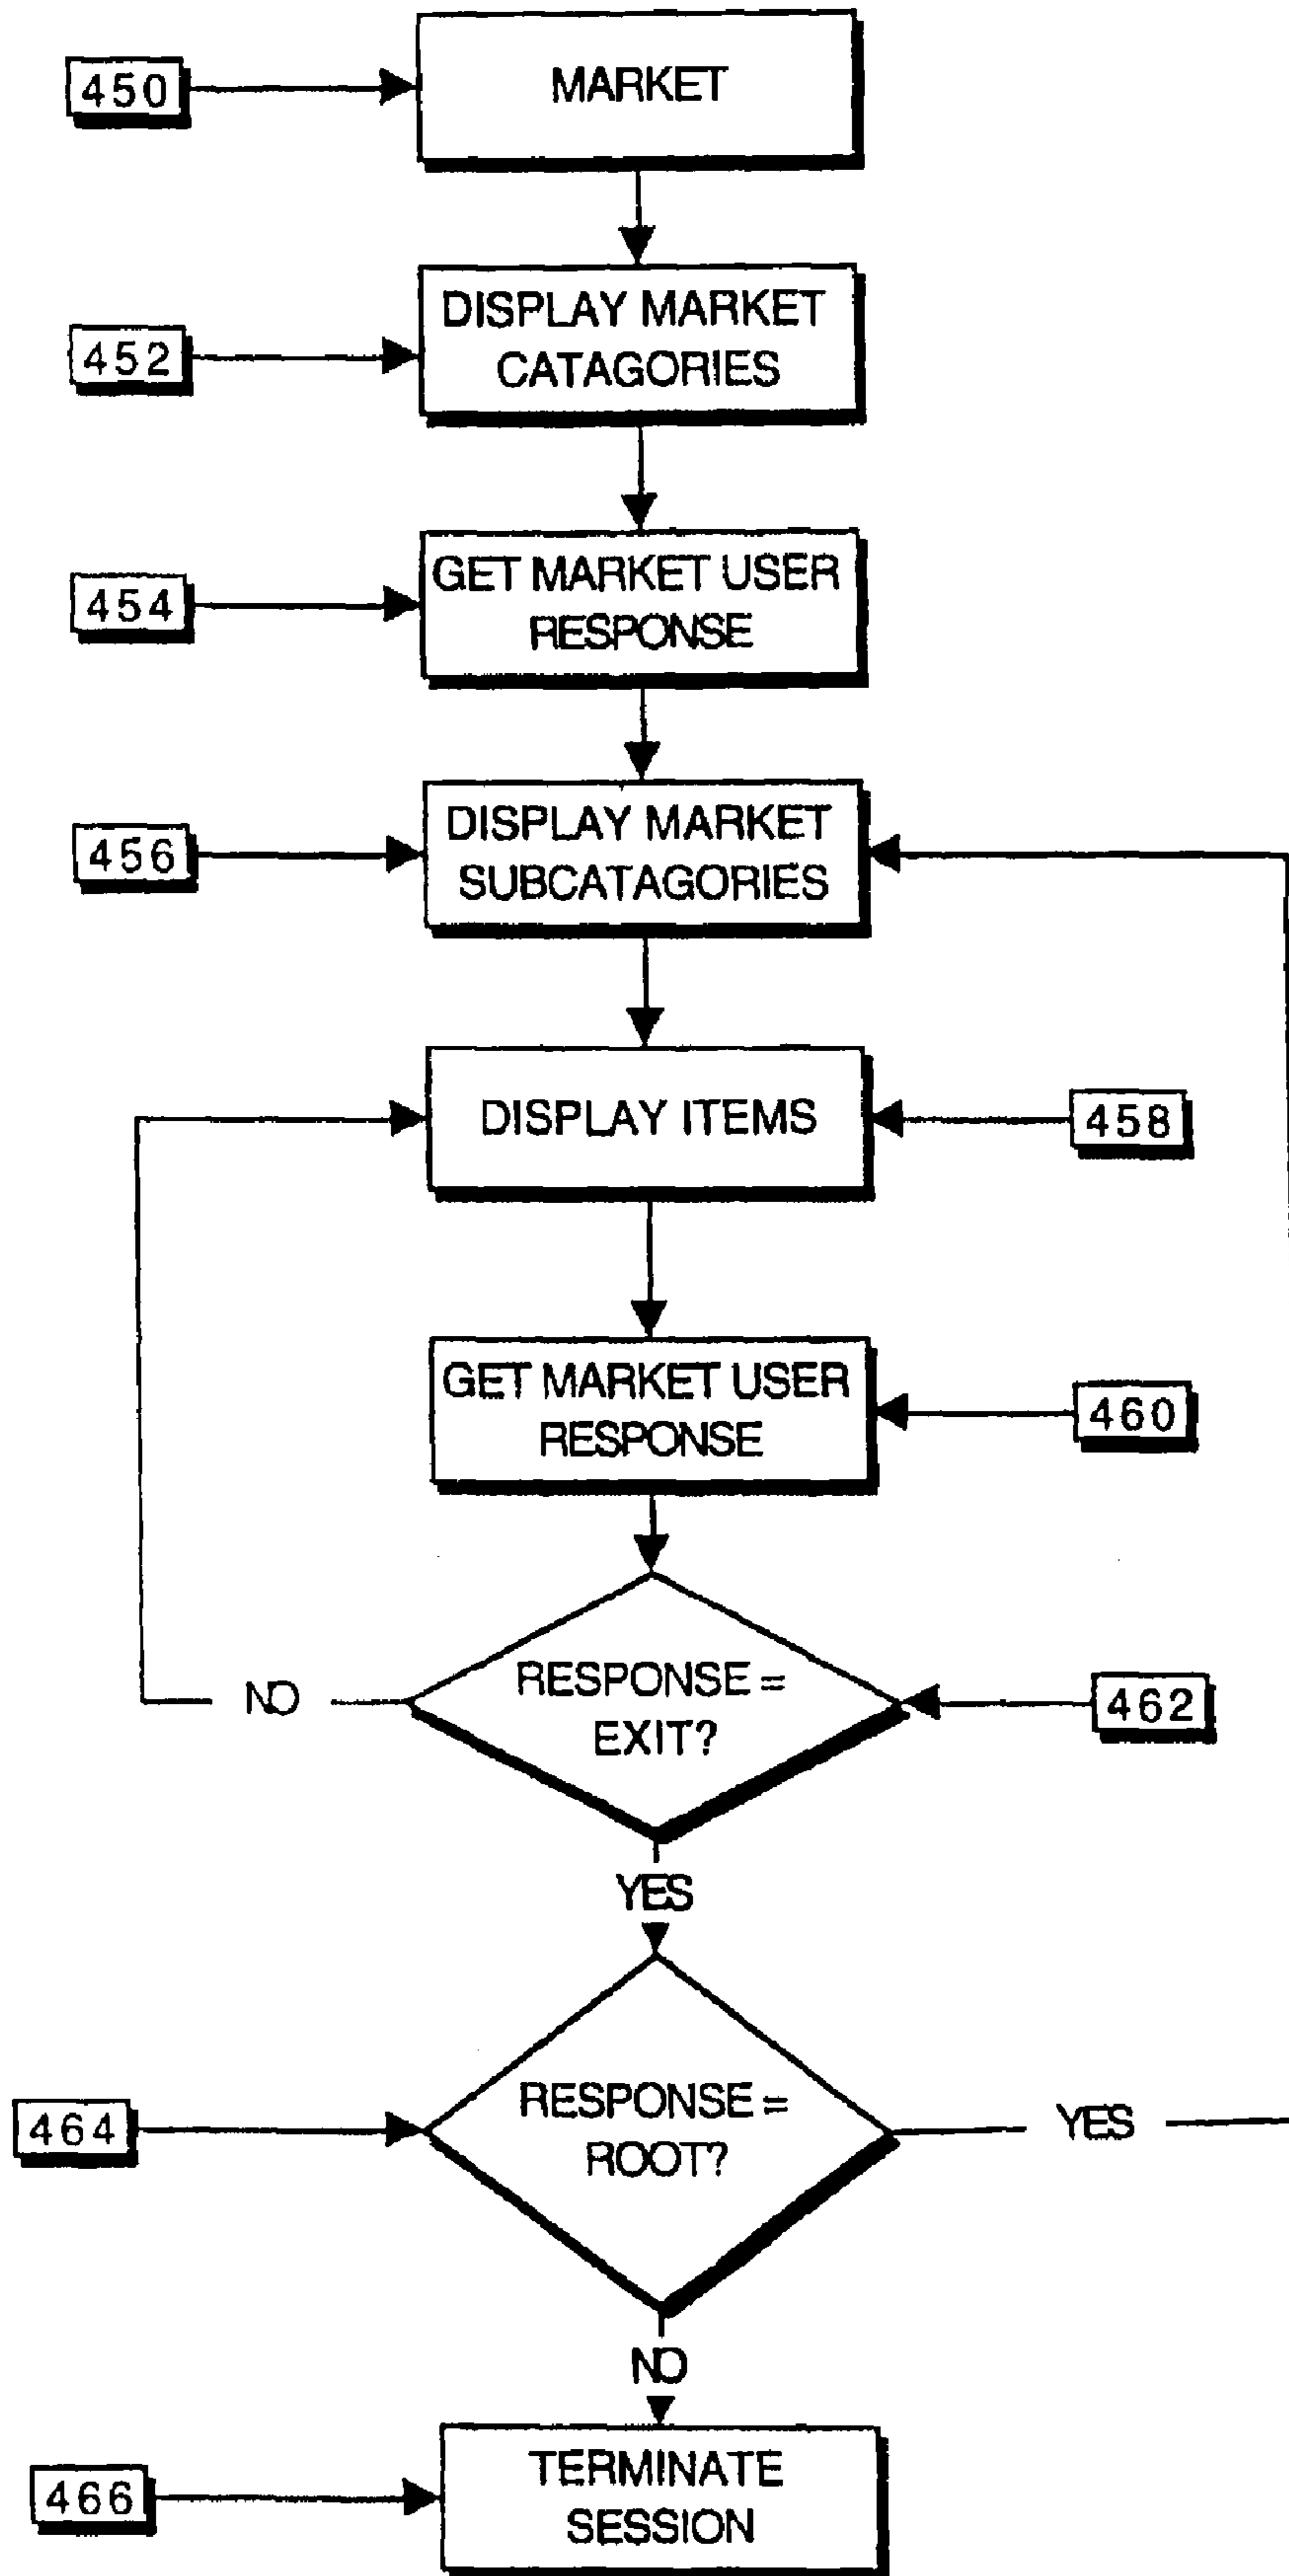 450
MARKET
452
DISPLAY MARKET
CATAGORIES
454
GET MARKET USER
RESPONSE
456
DISPLAY MARKET
SUBCATAGORIES
DISPLAY ITEMS
458
GET MARKET USER
RESPONSE
460
NO
RESPONSE =
EXIT?
462
YES
464
RESPONSE =
ROOT?
YES
NO
466
TERMINATE
SESSION